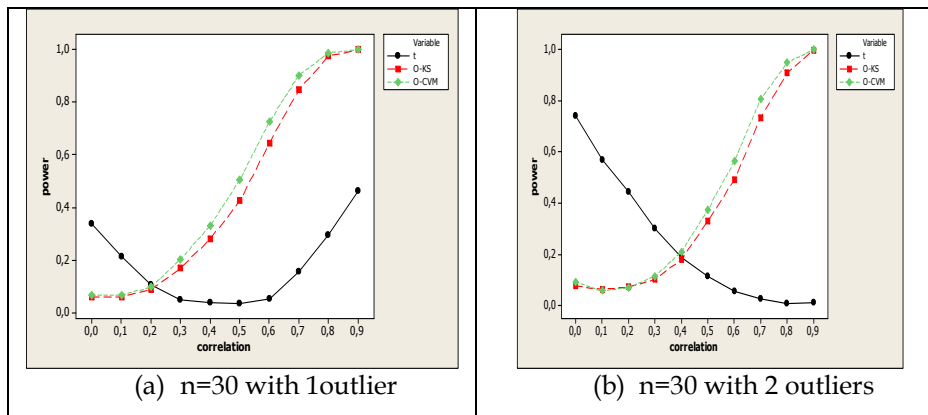 1,0
0,8
0,6
0,4
0,2
0,0
power
0,0 0,1 0,2 0,3 0,4 0,5 0,6 0,7 0,8 0,9
correlation
Variable
t
O-KS
O-CVM
(a) n=30 with 1outlier
1,0
0,8
0,6
0,4
0,2
0,0
power
0,0 0,1 0,2 0,3 0,4 0,5 0,6 0,7 0,8 0,9
correlation
Variable
t
O-KS
O-CVM
(b) n=30 with 2 outliers